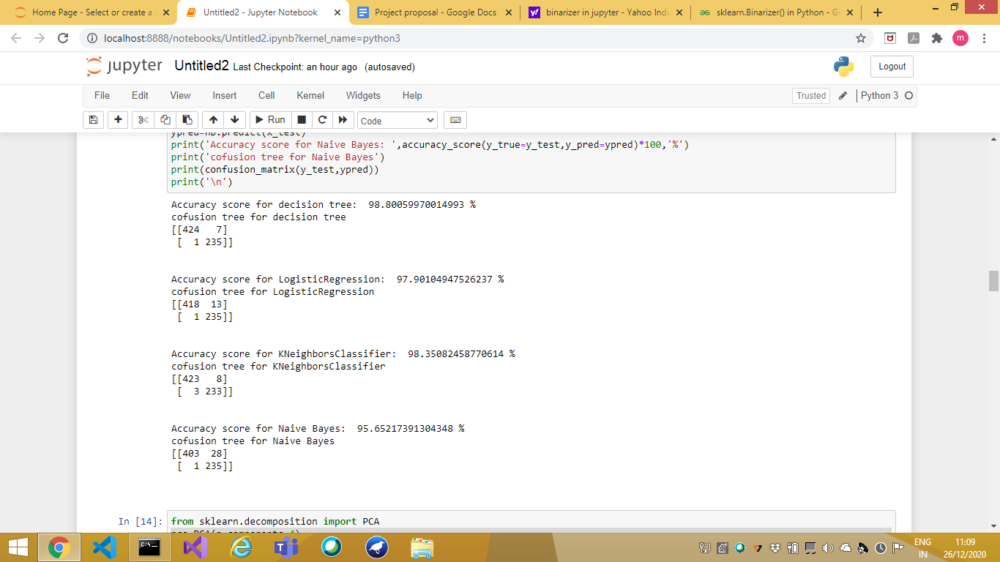 Home Page - Select or create a
Untitled2 - Jupyter Notebook
Project proposal - Google Docs
binarizer in jupyter - Yahoo Indi
sklearn.Binarizer() in Python - Ge
localhost:8888/notebooks/Untitled2.ipynb?kernel_name=python3
m
jupyter Untitled2 Last Checkpoint: an hour ago (autosaved)
Logout
File Edit View Insert Cell Kernel Widgets Help
Trusted Python 3
Run Code
ypred=nb.predict(x_test)
print('Accuracy score for Naive Bayes: ',accuracy_score(y_true=y_test,y_pred=ypred)*100,'%')
print('cofusion tree for Naive Bayes')
print(confusion_matrix(y_test,ypred))
print('\n')
Accuracy score for decision tree:  98.80059970014993 %
cofusion tree for decision tree
[[424   7]
 [  1 235]]
Accuracy score for LogisticRegression:  97.90104947526237 %
cofusion tree for LogisticRegression
[[418  13]
 [  1 235]]
Accuracy score for KNeighborsClassifier:  98.35082458770614 %
cofusion tree for KNeighborsClassifier
[[423   8]
 [  3 233]]
Accuracy score for Naive Bayes:  95.65217391304348 %
cofusion tree for Naive Bayes
[[403  28]
 [  1 235]]
In [14]: from sklearn.decomposition import PCA
ENG 11:09
IN 26/12/2020